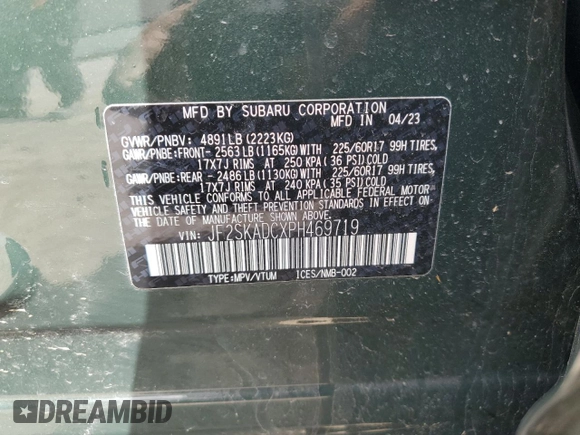 MFD BY SUBARU CORPORATION
MFD IN 04/23
GVWR/PNBV: 4891LB(2223KG)
GAWR/PNBE:FRONT- 2563LB(1165KG)WITH 225/60R17 99H TIRES,
17X7J RIMS AT 250 KPA(36 PSI)COLD
GAWR/PNBE:REAR - 2486LB(1130KG)WITH 225/60R17 99H TIRES,
17X7J RIMS AT 240 KPA(35 PSI)COLD
THIS VEHICLE CONFORMS TO ALL APPLICABLE FEDERAL MOTOR
VEHICLE SAFETY AND BUMPER STANDARDS IN EFFECT ON
THE DATE OF MANUFACTURE SHOWN ABOVE.
VIN: JF2SKADCXPH469719
TYPE:MPV/VTUM ICES/NMB-002
DREAMBID